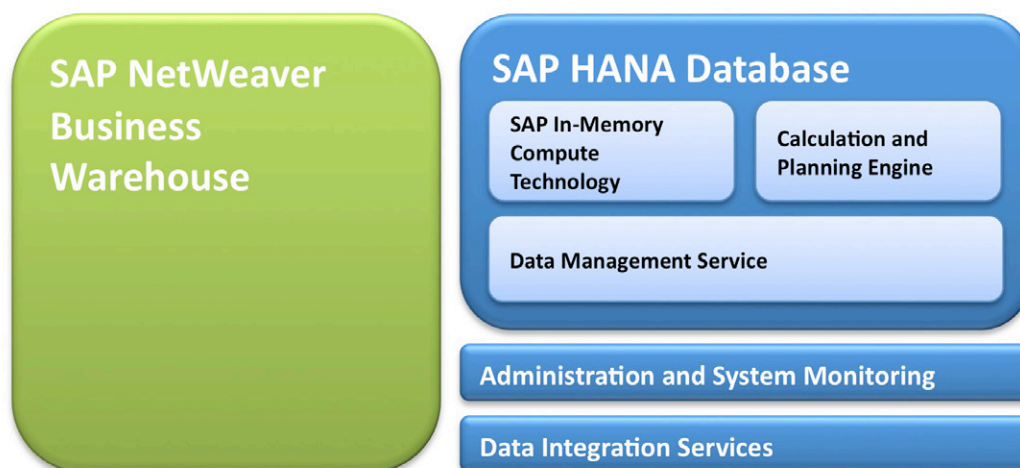 SAP NetWeaver
Business
Warehouse
SAP HANA Database
SAP In-Memory
Compute
Technology
Calculation and
Planning Engine
Data Management Service
Administration and System Monitoring
Data Integration Services